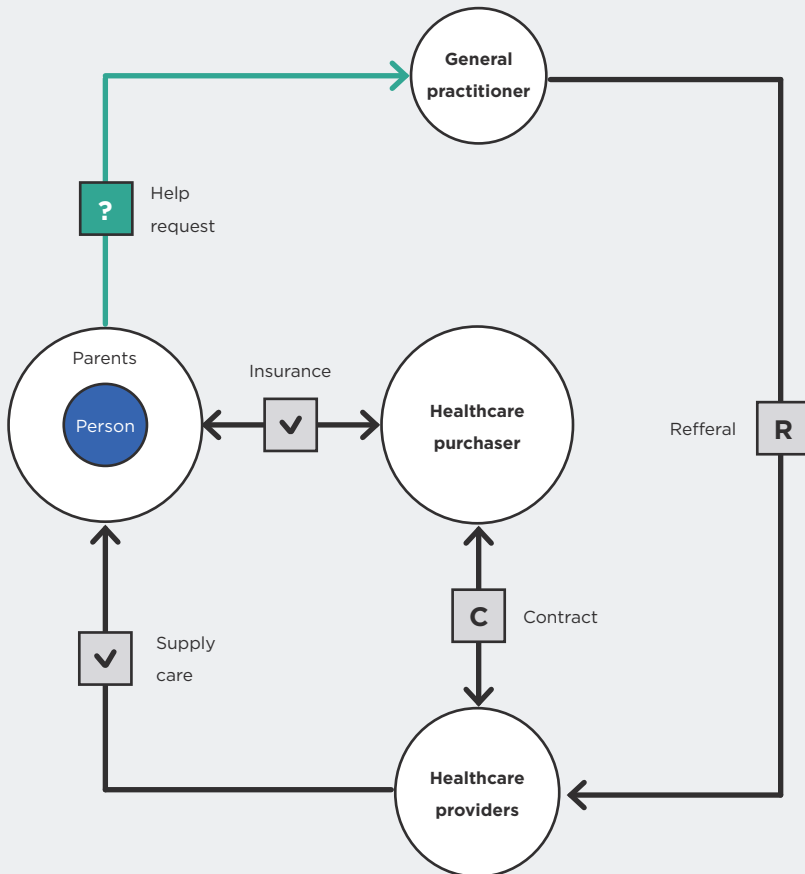 General
practitioner
?
Help
request
Parents
Person
Insurance
Healthcare
purchaser
Refferal
R
C
Contract
Supply
care
Healthcare
providers